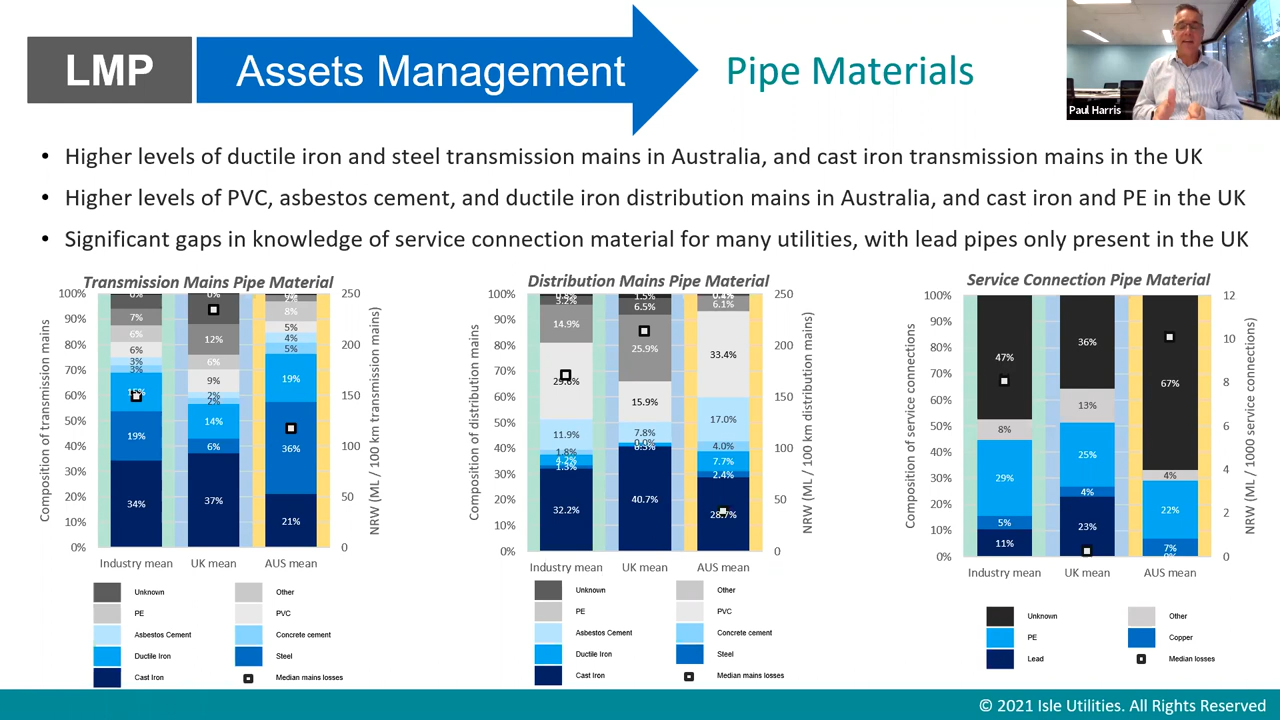 LMP
Assets Management
Pipe Materials
Paul Harris
• Higher levels of ductile iron and steel transmission mains in Australia, and cast iron transmission mains in the UK
• Higher levels of PVC, asbestos cement, and ductile iron distribution mains in Australia, and cast iron and PE in the UK
• Significant gaps in knowledge of service connection material for many utilities, with lead pipes only present in the UK
Transmission Mains Pipe Material
Composition of transmission mains
100%
90%
80%
70%
60%
50%
40%
30%
20%
10%
0%
7%
6%
6%
3%
3%
19%
34%
12%
6%
9%
2%
2%
14%
6%
37%
8%
5%
4%
5%
19%
36%
21%
250
200
150
100
50
0
NRW (ML / 100 km transmission mains)
Industry mean
UK mean
AUS mean
Unknown
Other
PE
PVC
Asbestos Cement
Concrete cement
Ductile Iron
Steel
Cast Iron
Median mains losses
Distribution Mains Pipe Material
Composition of distribution mains
100%
90%
80%
70%
60%
50%
40%
30%
20%
10%
0%
3.2%
14.9%
29.6%
11.9%
1.8%
4.2%
1.3%
32.2%
1.5%
6.5%
25.9%
15.9%
7.8%
0.0%
40.7%
6.1%
33.4%
17.0%
4.0%
7.7%
2.4%
28.7%
250
200
150
100
50
0
NRW (ML / 100 km distribution mains)
Industry mean
UK mean
AUS mean
Unknown
Other
PE
PVC
Asbestos Cement
Concrete cement
Ductile Iron
Steel
Cast Iron
Median mains losses
Service Connection Pipe Material
Composition of service connections
100%
90%
80%
70%
60%
50%
40%
30%
20%
10%
0%
47%
8%
29%
5%
11%
36%
13%
25%
4%
23%
67%
4%
22%
7%
0%
12
10
8
6
4
2
0
NRW (ML / 1000 service connections)
Industry mean
UK mean
AUS mean
Unknown
Other
PE
Copper
Lead
Median losses
© 2021 Isle Utilities. All Rights Reserved